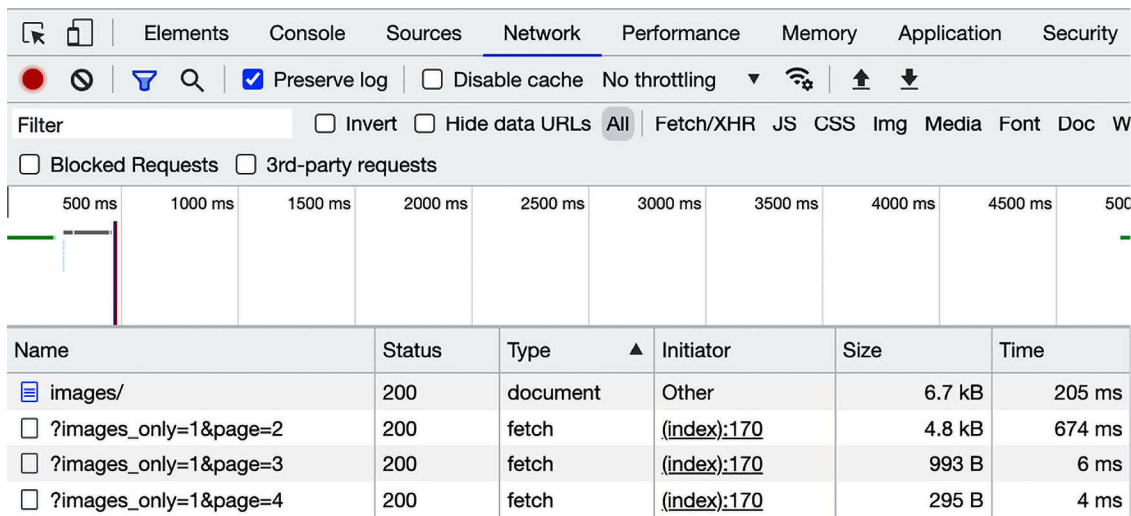 Elements Console Sources Network Performance Memory Application Security
Preserve log Disable cache No throttling
Filter Invert Hide data URLs All Fetch/XHR JS CSS Img Media Font Doc W
Blocked Requests 3rd-party requests
500 ms 1000 ms 1500 ms 2000 ms 2500 ms 3000 ms 3500 ms 4000 ms 4500 ms 500
Name Status Type Initiator Size Time
images/ 200 document Other 6.7 kB 205 ms
?images_only=1&page=2 200 fetch (index):170 4.8 kB 674 ms
?images_only=1&page=3 200 fetch (index):170 993 B 6 ms
?images_only=1&page=4 200 fetch (index):170 295 B 4 ms